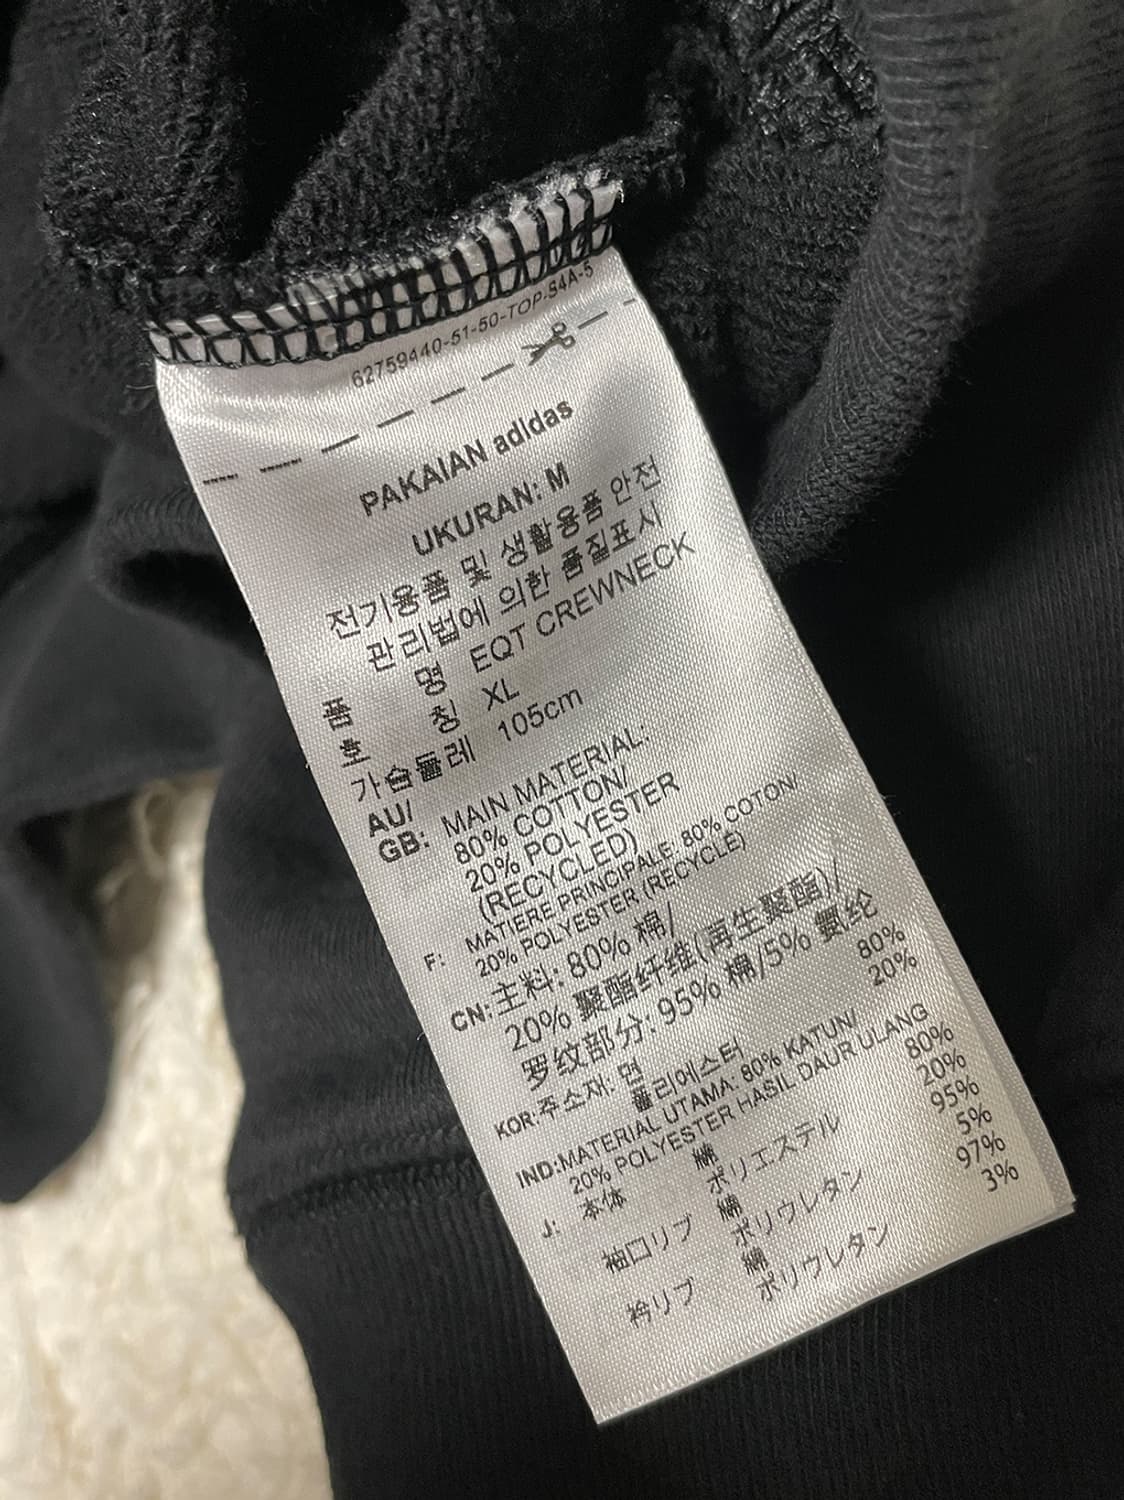 62759440-51-50-TOP-S4A-5
PAKAIAN adidas
UKURAN: M
전기용품 및 생활용품 안전
관리법에 의한 품질표시
품 명 EQT CREWNECK
호 칭 XL
가슴둘레 105cm
AU/ MAIN MATERIAL:
GB: 80% COTTON/
20% POLYESTER
(RECYCLED)
F: MATIERE PRINCIPALE: 80% COTON/
20% POLYESTER (RECYCLE)
CN: 主料: 80% 棉/
20% 聚酯纤维(再生聚酯)/
罗纹部分: 95% 棉/5% 氨纶
KOR: 주소재: 면 80%
폴리에스터 20%
IND: MATERIAL UTAMA: 80% KATUN/
20% POLYESTER HASIL DAUR ULANG
J: 本体 綿 80%
ポリエステル 20%
袖口リブ 綿 95%
ポリウレタン 5%
衿リブ 綿 97%
ポリウレタン 3%